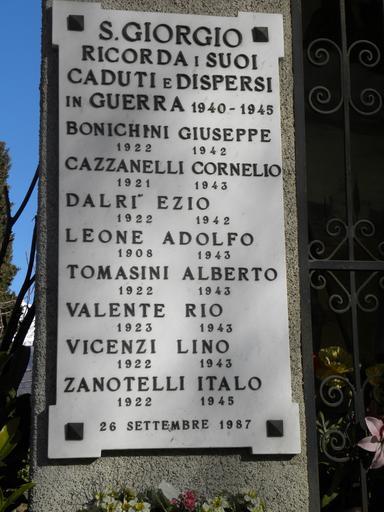 S. GIORGIO
RICORDA I SUOI
CADUTI E DISPERSI
IN GUERRA 1940-1945
BONICHINI GIUSEPPE
1922 1942
CAZZANELLI CORNELIO
1921 1943
DALRI' EZIO
1922 1942
LEONE ADOLFO
1908 1943
TOMASINI ALBERTO
1922 1943
VALENTE RIO
1923 1943
VICENZI LINO
1922 1943
ZANOTELLI ITALO
1922 1945
26 SETTEMBRE 1987